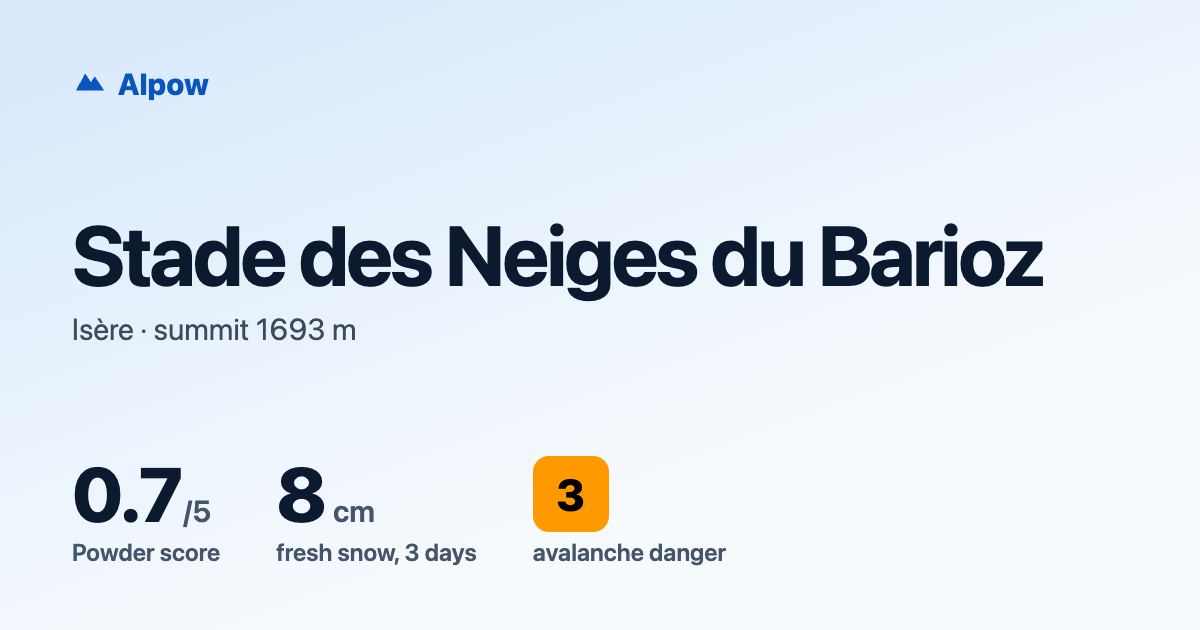 Alpow
Stade des Neiges du Barioz
Isère · summit 1693 m
0.7/5
Powder score
8 cm
fresh snow, 3 days
3
avalanche danger